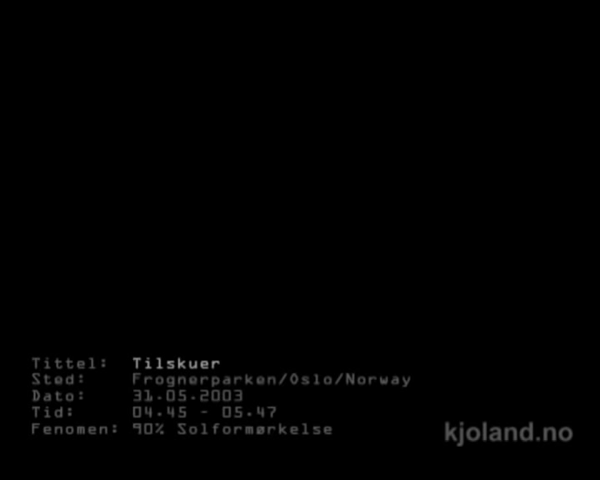 Tittel: Tilskuer
Sted: Frognerparken/Oslo/Norway
Dato: 31.05.2003
Tid: 04.45 - 05.47
Fenomen: 90% Solformørkelse
kjoland.no